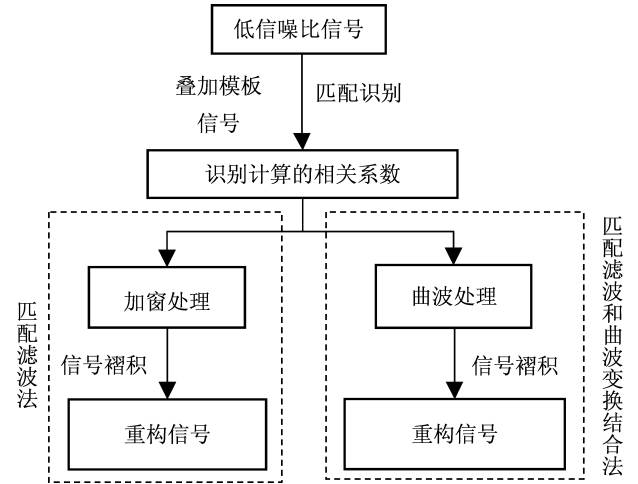 低信噪比信号
叠加模板
信号
匹配识别
识别计算的相关系数
匹配滤波法
加窗处理
信号褶积
重构信号
曲波处理
信号褶积
重构信号
匹配滤波和曲波变换结合法